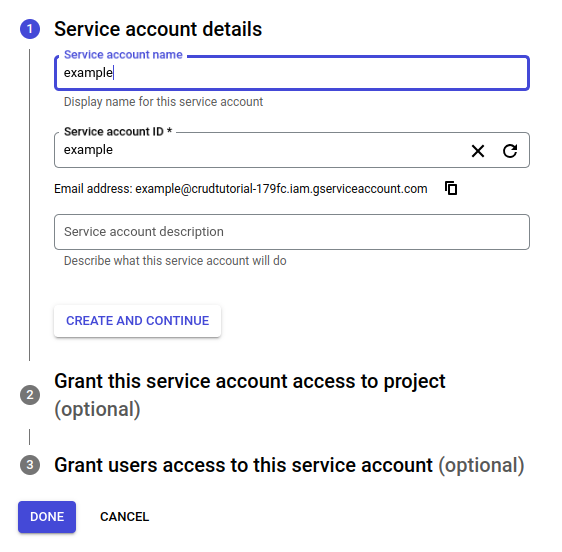 1 Service account details
Service account name
example
Display name for this service account
Service account ID *
example
Email address: example@crudtutorial-179fc.iam.gserviceaccount.com
Service account description
Describe what this service account will do
CREATE AND CONTINUE
2 Grant this service account access to project
(optional)
3 Grant users access to this service account (optional)
DONE CANCEL